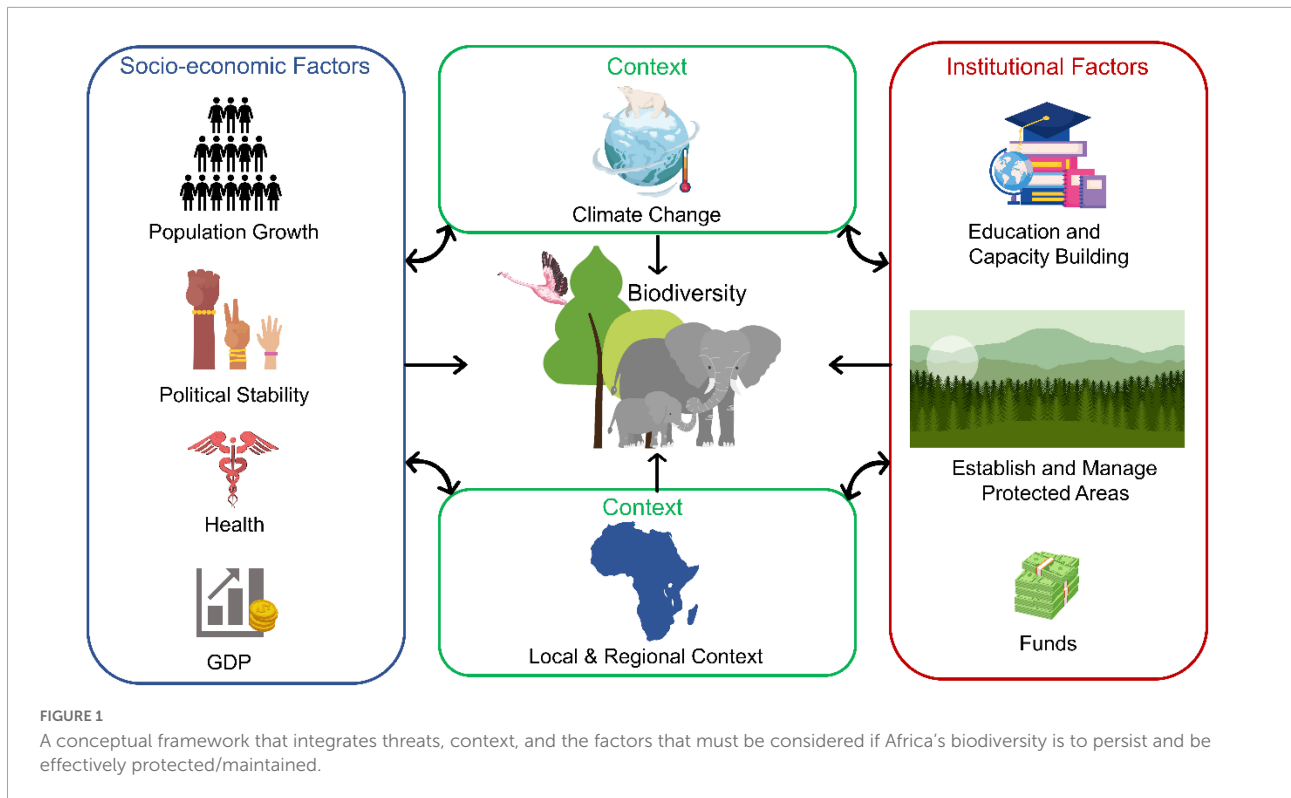 Socio-economic Factors
Population Growth
Political Stability
Health
GDP
Context
Climate Change
Biodiversity
Context
Local & Regional Context
Institutional Factors
Education and
Capacity Building
Establish and Manage
Protected Areas
Funds
FIGURE 1
A conceptual framework that integrates threats, context, and the factors that must be considered if Africa's biodiversity is to persist and be
effectively protected/maintained.